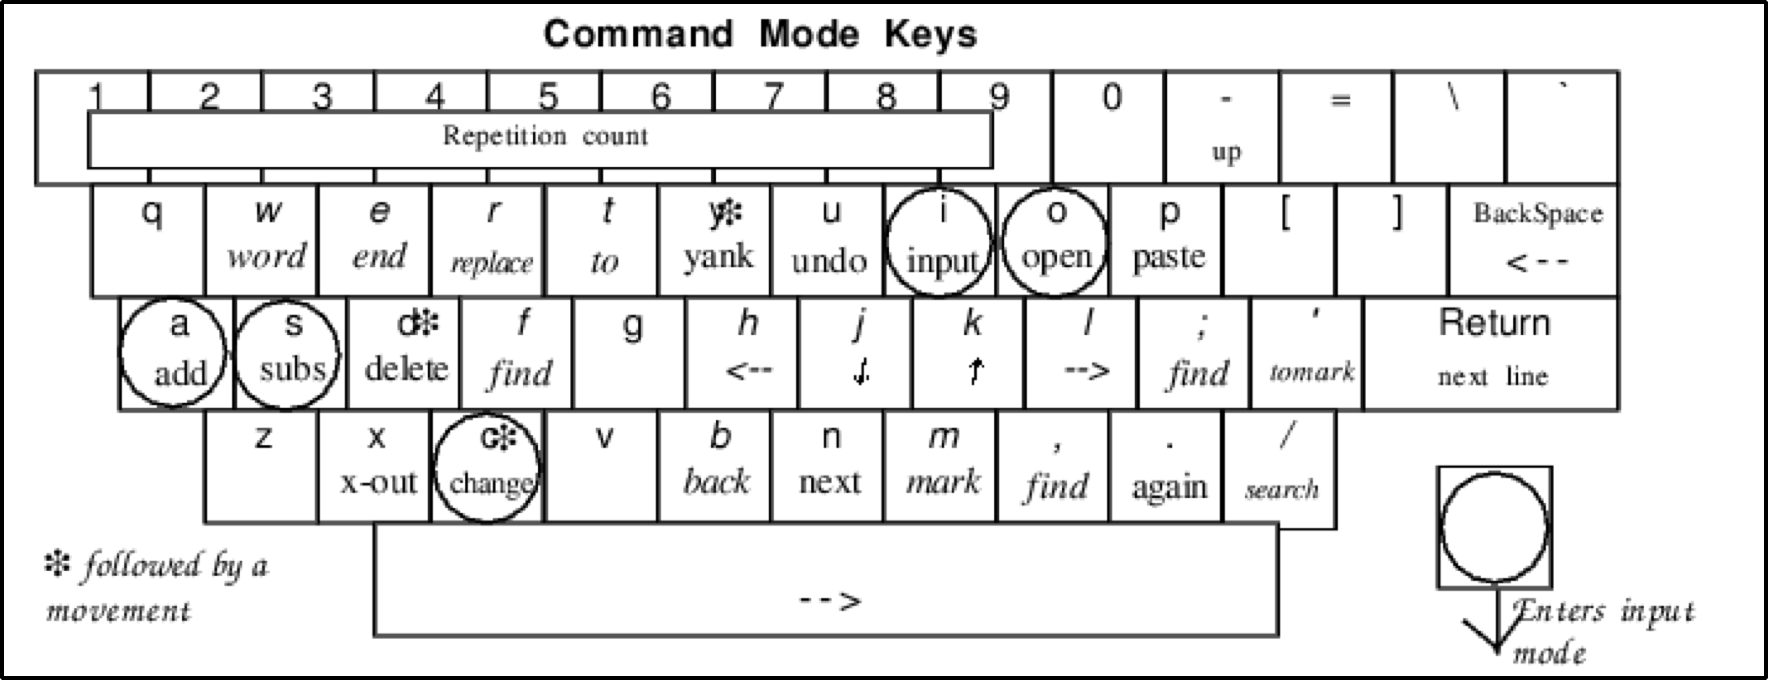 Command Mode Keys
1 2 3 4 5 6 7 8 9 0 - = \ `
Repetition count
up
q w e r t y* u i o p [ ] BackSpace
word end replace to yank undo input open paste <--
a s d* f g h j k l ; ' Return
add subs delete find <-- ↓ ↑ --> find tomark next line
z x c* v b n m , . /
x-out change back next mark find again search
* followed by a
movement
-->
Enters input
mode